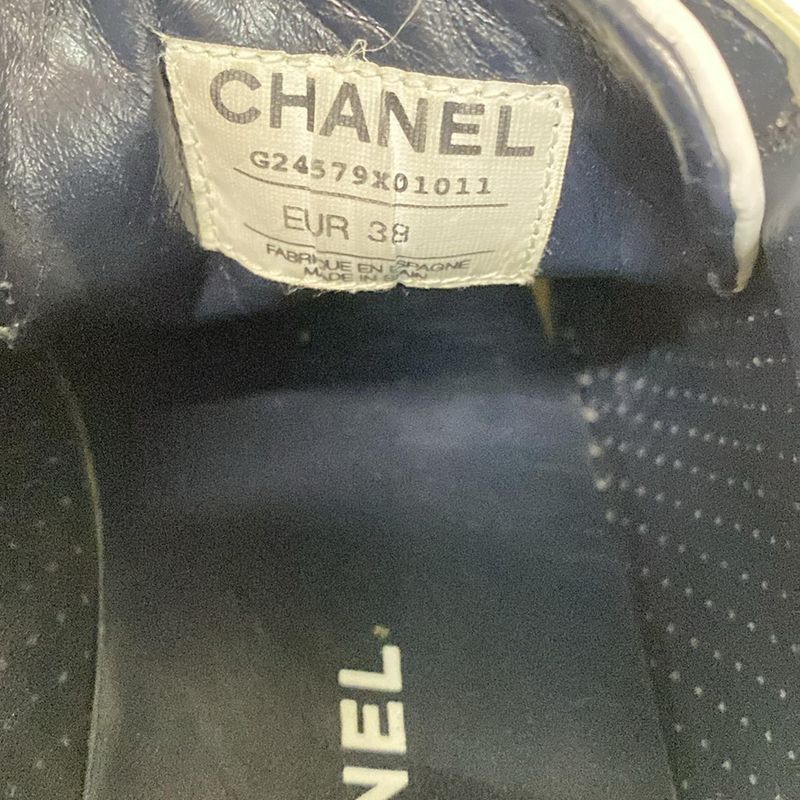 CHANEL
G24579X01011
EUR 38
FABRIQUE EN ESPAGNE
MADE IN SPAIN
NEL